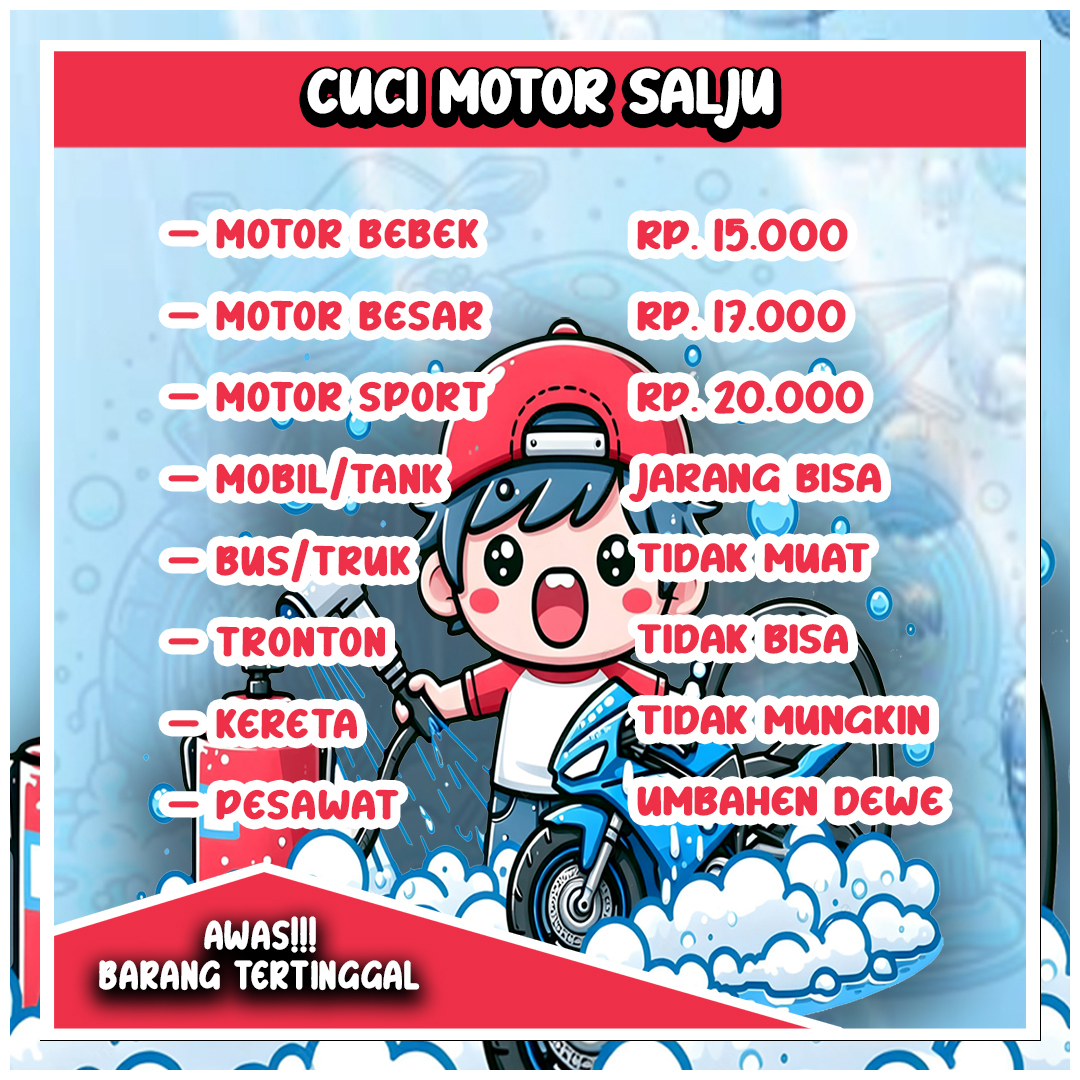 CUCI MOTOR SALJU
– MOTOR BEBEK RP. 15.000
– MOTOR BESAR RP. 17.000
– MOTOR SPORT RP. 20.000
– MOBIL/TANK JARANG BISA
– BUS/TRUK TIDAK MUAT
– TRONTON TIDAK BISA
– KERETA TIDAK MUNGKIN
– PESAWAT UMBAHEN DEWE
AWAS!!!
BARANG TERTINGGAL